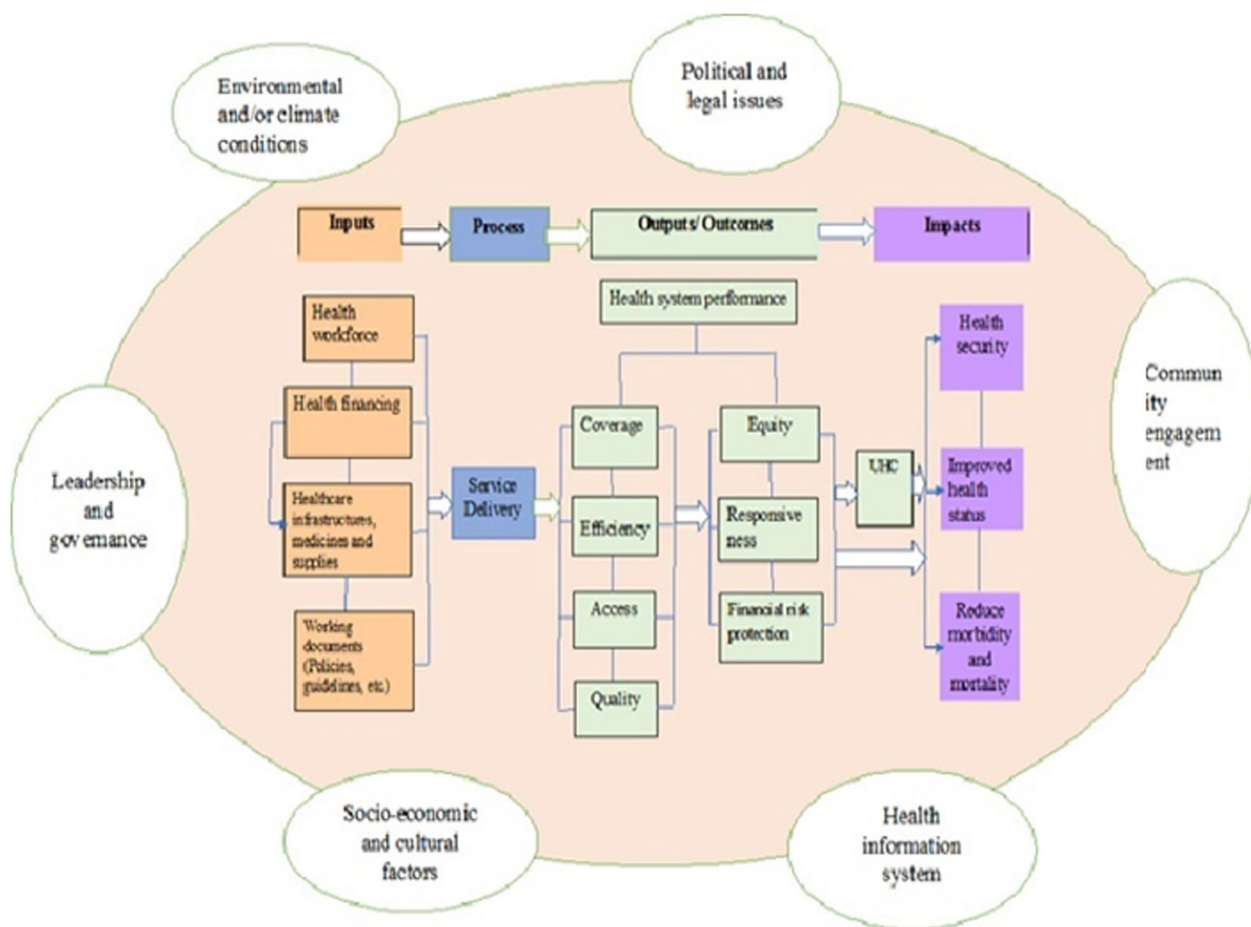 Environmental
and/or climate
conditions
Political and
legal issues
Inputs
Process
Outputs/ Outcomes
Impacts
Health system performance
Health
workforce
Health financing
Healthcare
infrastructures,
medicines and
supplies
Working
documents
(Policies,
guidelines, etc.)
Service
Delivery
Coverage
Efficiency
Access
Quality
Equity
Responsive
ness
Financial risk
protection
UHC
Health
security
Improved
health
status
Reduce
morbidity and
mortality
Commun
ity
engagem
ent
Leadership
and
governance
Socio-economic
and cultural
factors
Health
information
system